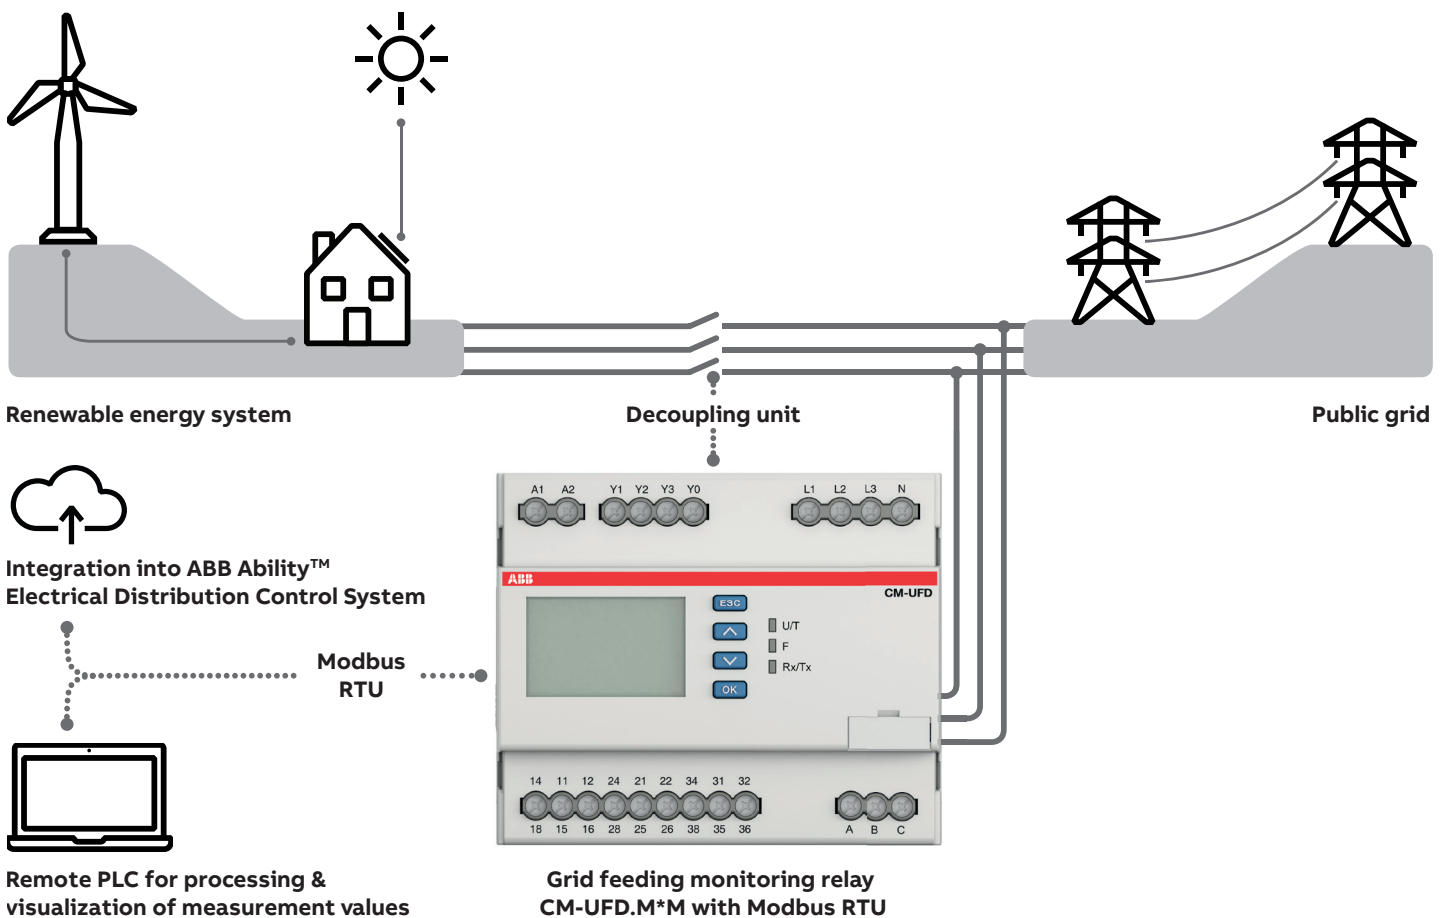 Renewable energy system
Decoupling unit
Public grid
A1 A2 Y1 Y2 Y3 Y0 L1 L2 L3 N
Integration into ABB Ability™
Electrical Distribution Control System
ABB
CM-UFD
ESC
U/T
F
Rx/Tx
OK
Modbus
RTU
14 11 12 24 21 22 34 31 32
18 15 16 28 25 26 38 35 36 A B C
Remote PLC for processing &
visualization of measurement values
Grid feeding monitoring relay
CM-UFD.M*M with Modbus RTU